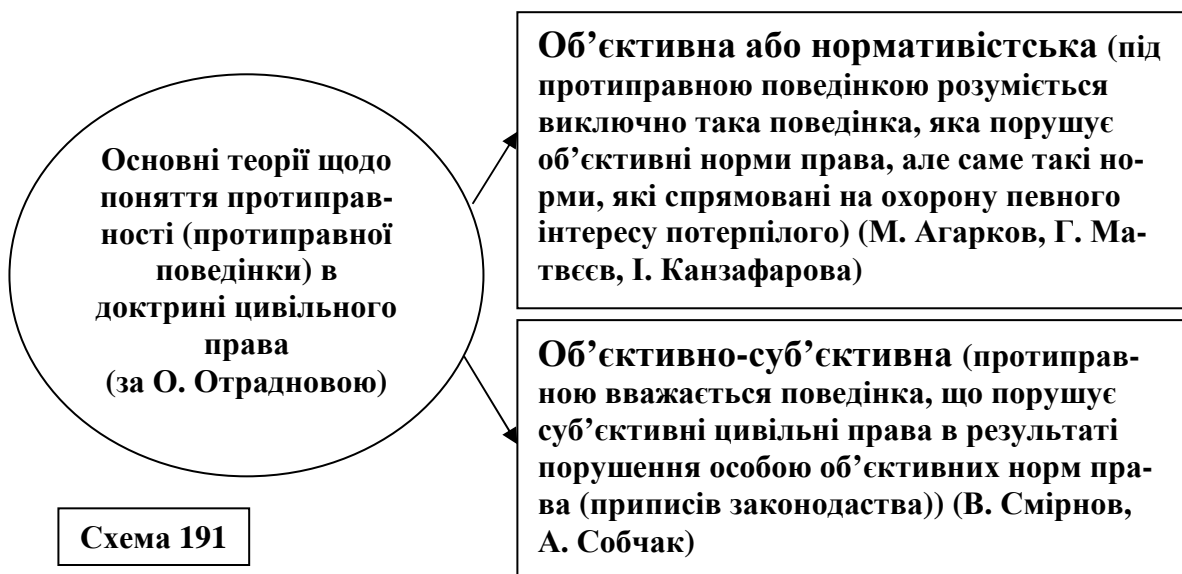 Основні теорії щодо
поняття протиправ-
ності (протиправної
поведінки) в
доктрині цивільного
права
(за О. Отрадновою)
Об’єктивна або нормативістська (під
протиправною поведінкою розуміється
виключно така поведінка, яка порушує
об’єктивні норми права, але саме такі но-
рми, які спрямовані на охорону певного
інтересу потерпілого) (М. Агарков, Г. Ма-
твєєв, І. Канзафарова)
Об’єктивно-суб’єктивна (протиправ-
ною вважається поведінка, що порушує
суб’єктивні цивільні права в результаті
порушення особою об’єктивних норм пра-
ва (приписів законодаства)) (В. Смірнов,
А. Собчак)
Схема 191